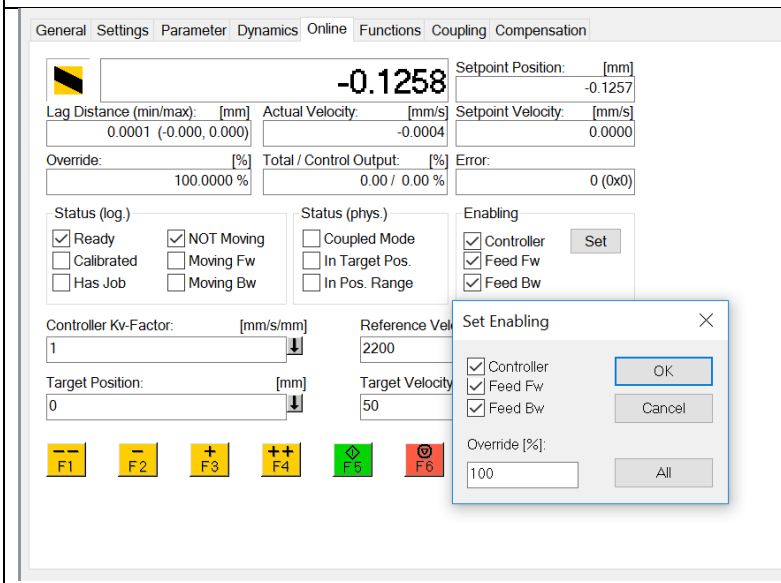 General Settings Parameter Dynamics Online Functions Coupling Compensation
-0.1258
Setpoint Position: [mm]
-0.1257
Lag Distance (min/max): [mm] Actual Velocity: [mm/s] Setpoint Velocity: [mm/s]
0.0001 (-0.000, 0.000) -0.0004 0.0000
Override: [%] Total / Control Output: [%] Error:
100.0000 % 0.00 / 0.00 % 0 (0x0)
Status (log.) Status (phys.) Enabling
Ready NOT Moving Coupled Mode Controller Set
Calibrated Moving Fw In Target Pos. Feed Fw
Has Job Moving Bw In Pos. Range Feed Bw
Controller Kv-Factor: [mm/s/mm] Reference Vel
1 2200
Target Position: [mm] Target Velocity
0 50
-- - + ++
F1 F2 F3 F4 F5 F6
Set Enabling
Controller OK
Feed Fw
Feed Bw Cancel
Override [%]:
100 All